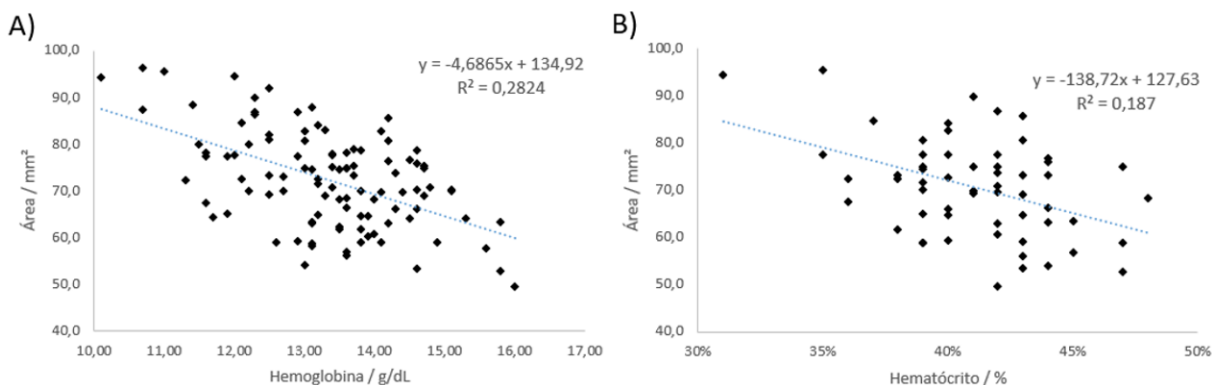 A)
y = -4,6865x + 134,92
R² = 0,2824
Área / mm²
100,0
90,0
80,0
70,0
60,0
50,0
40,0
10,00 11,00 12,00 13,00 14,00 15,00 16,00 17,00
Hemoglobina / g/dL
B)
y = -138,72x + 127,63
R² = 0,187
Área / mm²
100,0
90,0
80,0
70,0
60,0
50,0
40,0
30% 35% 40% 45% 50%
Hematócrito / %